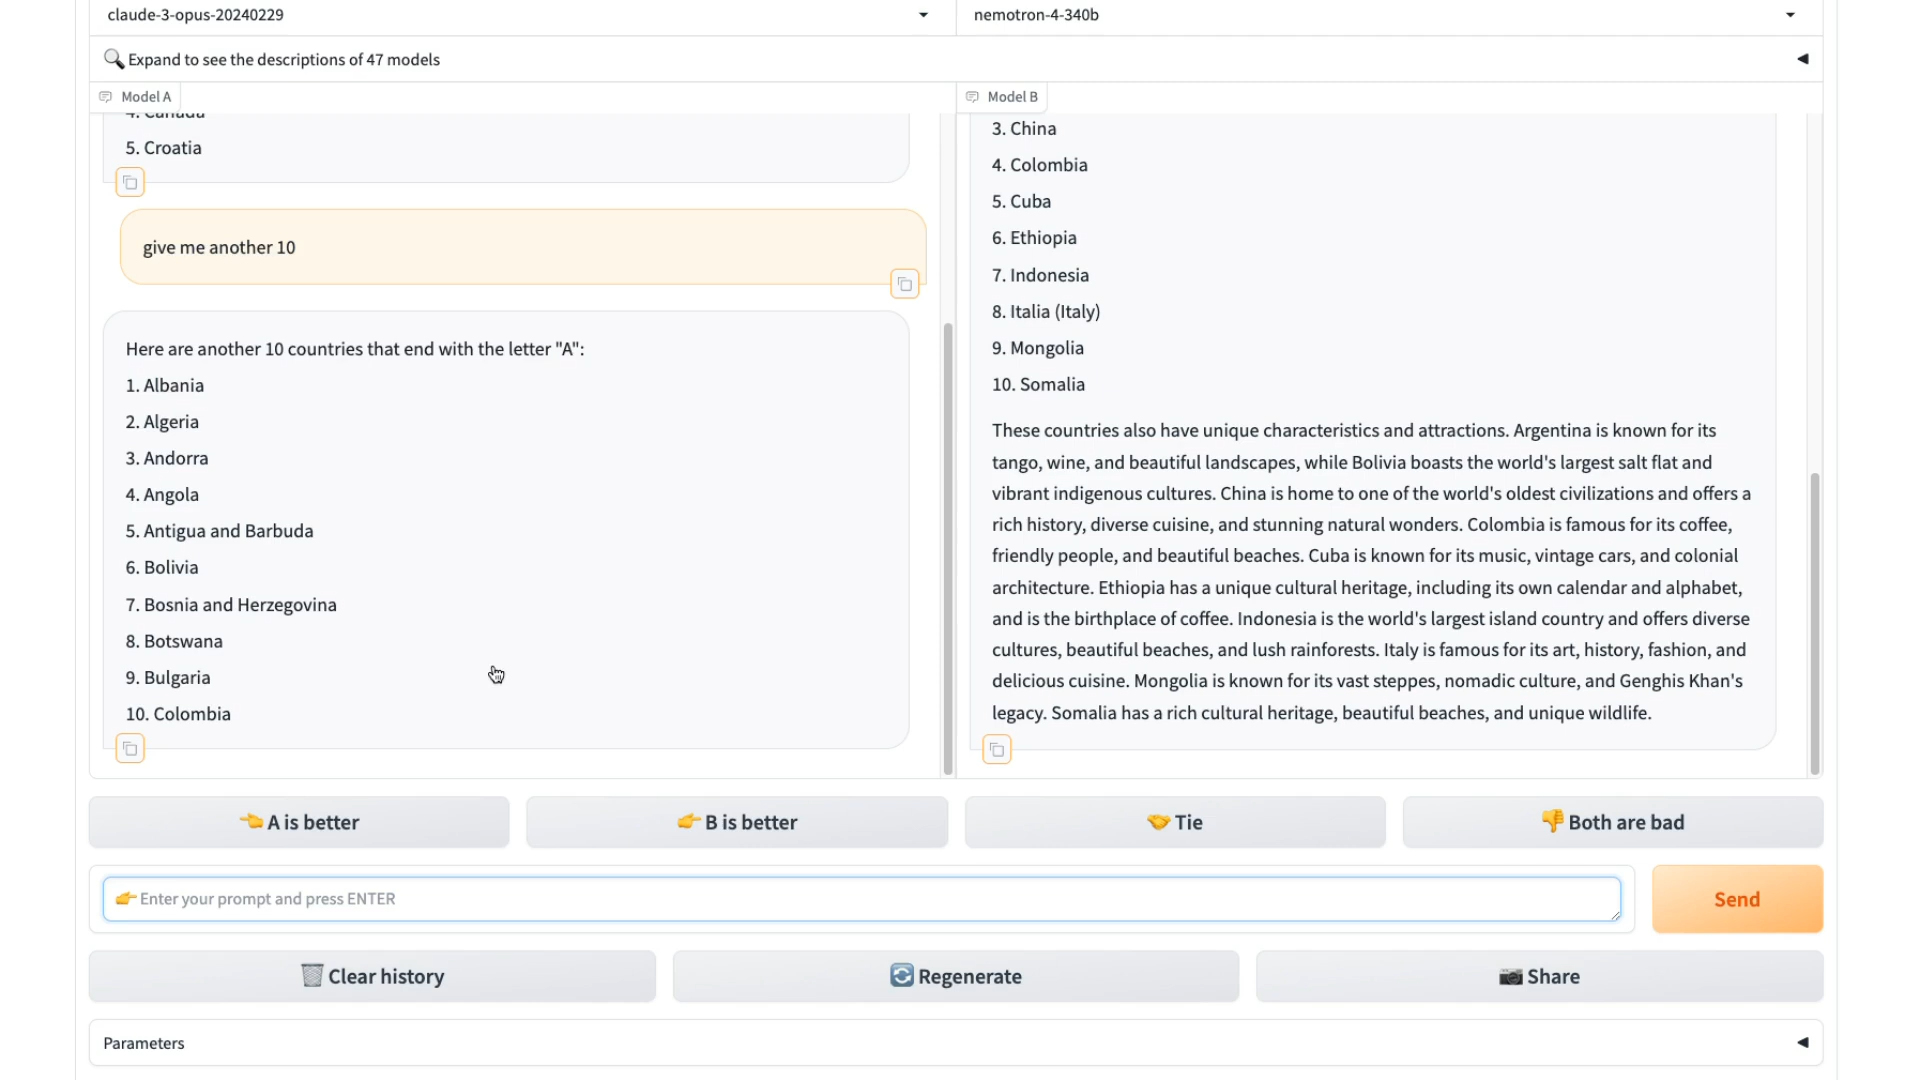 claude-3-opus-20240229
nemotron-4-340b
Expand to see the descriptions of 47 models
Model A
4. Canada
5. Croatia
give me another 10
Here are another 10 countries that end with the letter "A":
1. Albania
2. Algeria
3. Andorra
4. Angola
5. Antigua and Barbuda
6. Bolivia
7. Bosnia and Herzegovina
8. Botswana
9. Bulgaria
10. Colombia
Model B
3. China
4. Colombia
5. Cuba
6. Ethiopia
7. Indonesia
8. Italia (Italy)
9. Mongolia
10. Somalia
These countries also have unique characteristics and attractions. Argentina is known for its
tango, wine, and beautiful landscapes, while Bolivia boasts the world's largest salt flat and
vibrant indigenous cultures. China is home to one of the world's oldest civilizations and offers a
rich history, diverse cuisine, and stunning natural wonders. Colombia is famous for its coffee,
friendly people, and beautiful beaches. Cuba is known for its music, vintage cars, and colonial
architecture. Ethiopia has a unique cultural heritage, including its own calendar and alphabet,
and is the birthplace of coffee. Indonesia is the world's largest island country and offers diverse
cultures, beautiful beaches, and lush rainforests. Italy is famous for its art, history, fashion, and
delicious cuisine. Mongolia is known for its vast steppes, nomadic culture, and Genghis Khan's
legacy. Somalia has a rich cultural heritage, beautiful beaches, and unique wildlife.
A is better
B is better
Tie
Both are bad
Enter your prompt and press ENTER
Send
Clear history
Regenerate
Share
Parameters